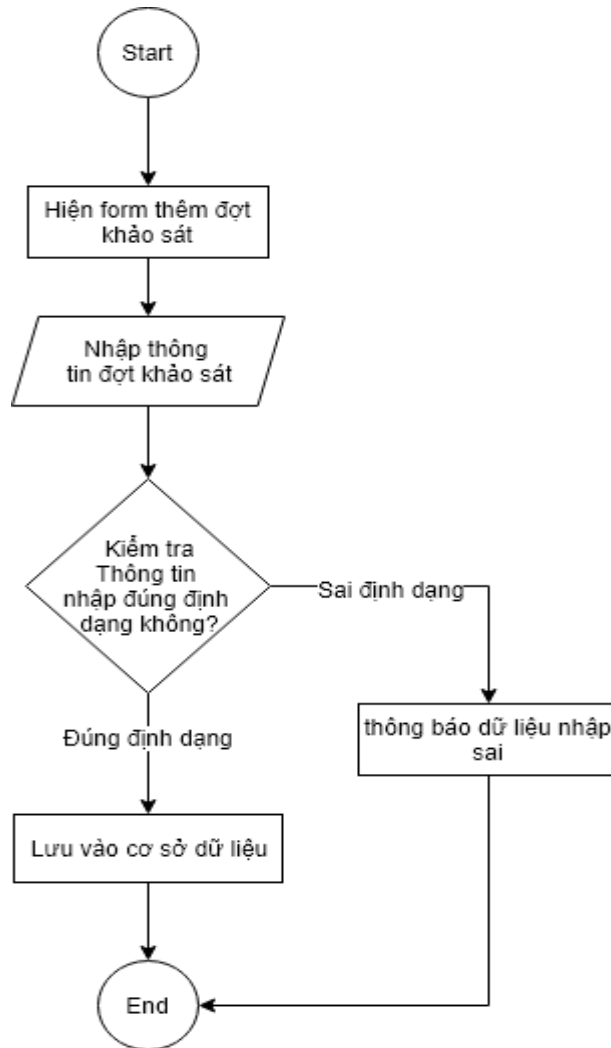 Start
Hiện form thêm đợt
khảo sát
Nhập thông
tin đợt khảo sát
Kiểm tra
Thông tin
nhập đúng định
dạng không?
Sai định dạng
thông báo dữ liệu nhập
sai
Đúng định dạng
Lưu vào cơ sở dữ liệu
End